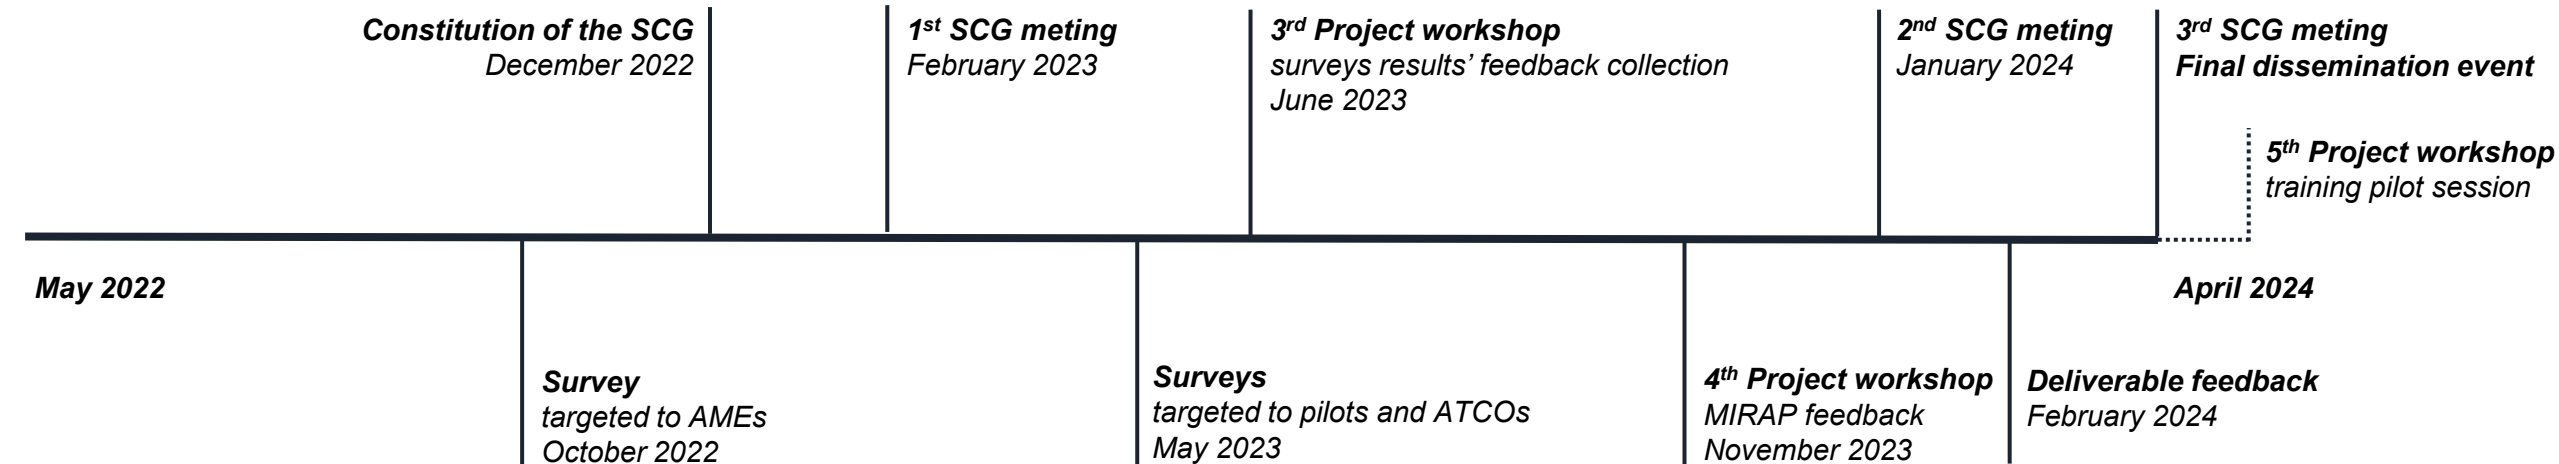 Constitution of the SCG
December 2022
1st SCG meting
February 2023
3rd Project workshop
surveys results’ feedback collection
June 2023
2nd SCG meting
January 2024
3rd SCG meting
Final dissemination event
5th Project workshop
training pilot session
May 2022
April 2024
Survey
targeted to AMEs
October 2022
Surveys
targeted to pilots and ATCOs
May 2023
4th Project workshop
MIRAP feedback
November 2023
Deliverable feedback
February 2024